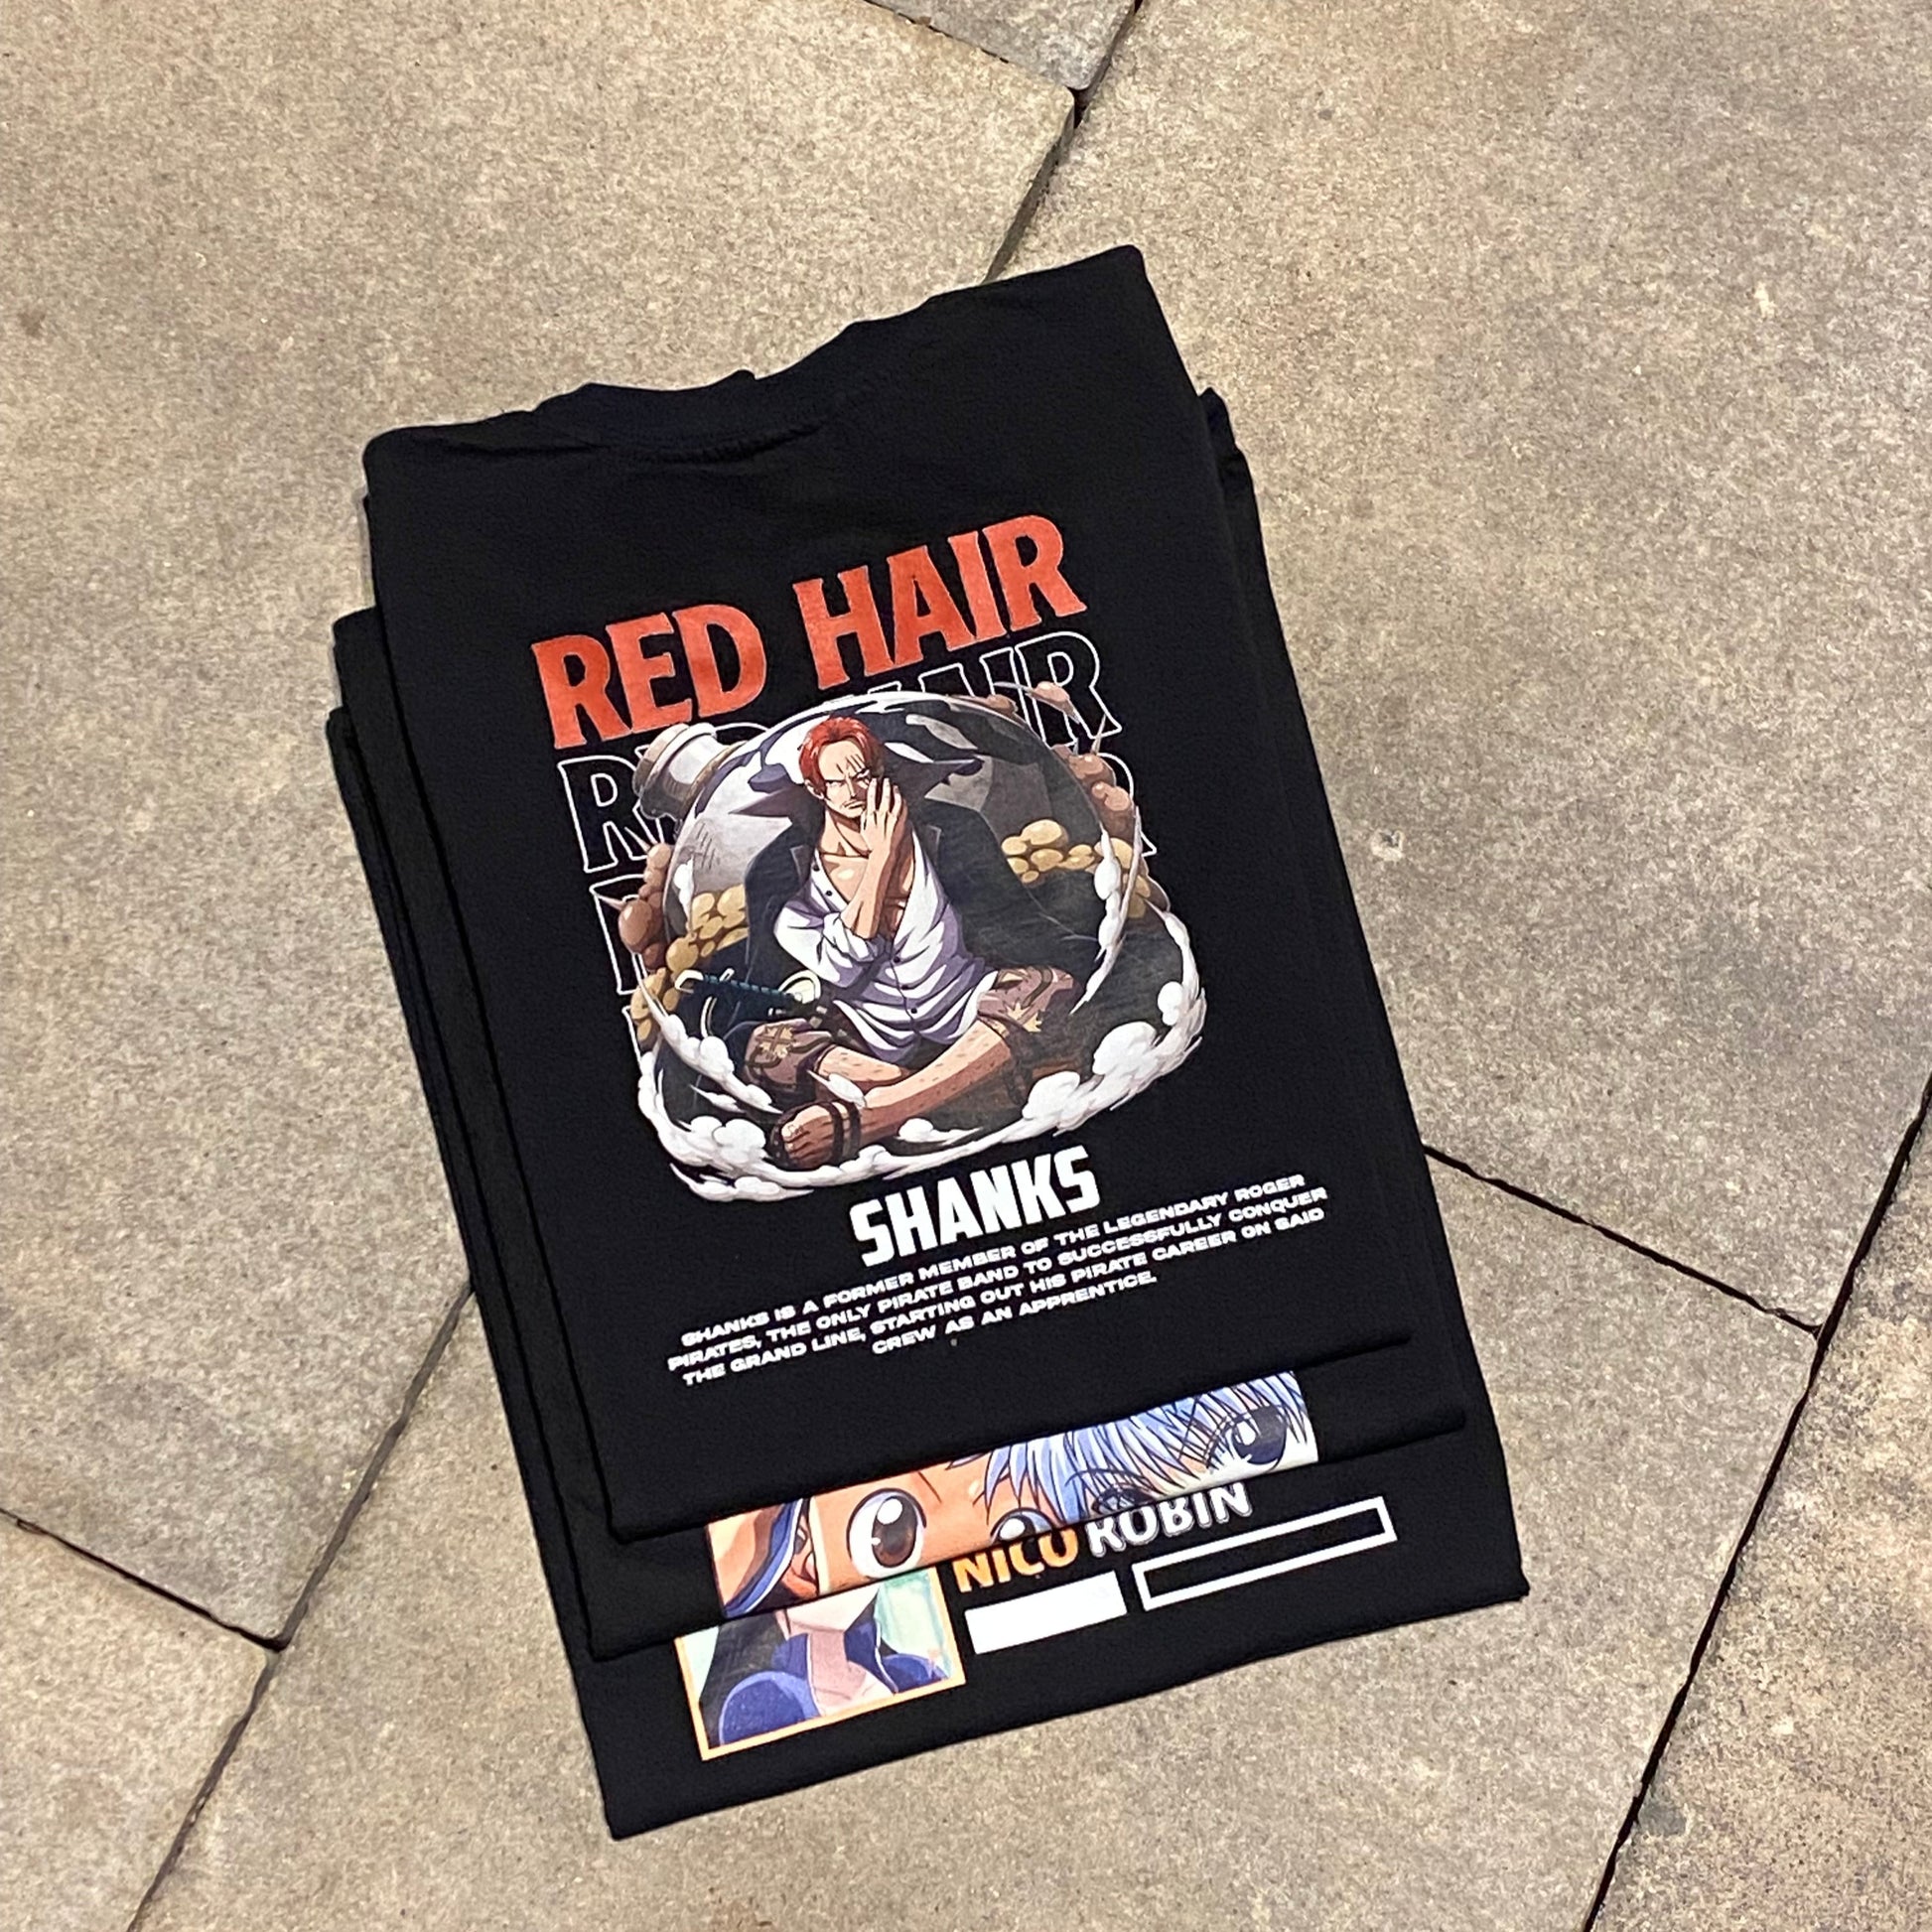 RED HAIR
SHANKS
SHANKS IS A FORMER MEMBER OF THE LEGENDARY ROGER
PIRATES, THE ONLY PIRATE BAND TO SUCCESSFULLY CONQUER
THE GRAND LINE, STARTING OUT HIS PIRATE CAREER ON SAID
CREW AS AN APPRENTICE.
NICO ROBIN